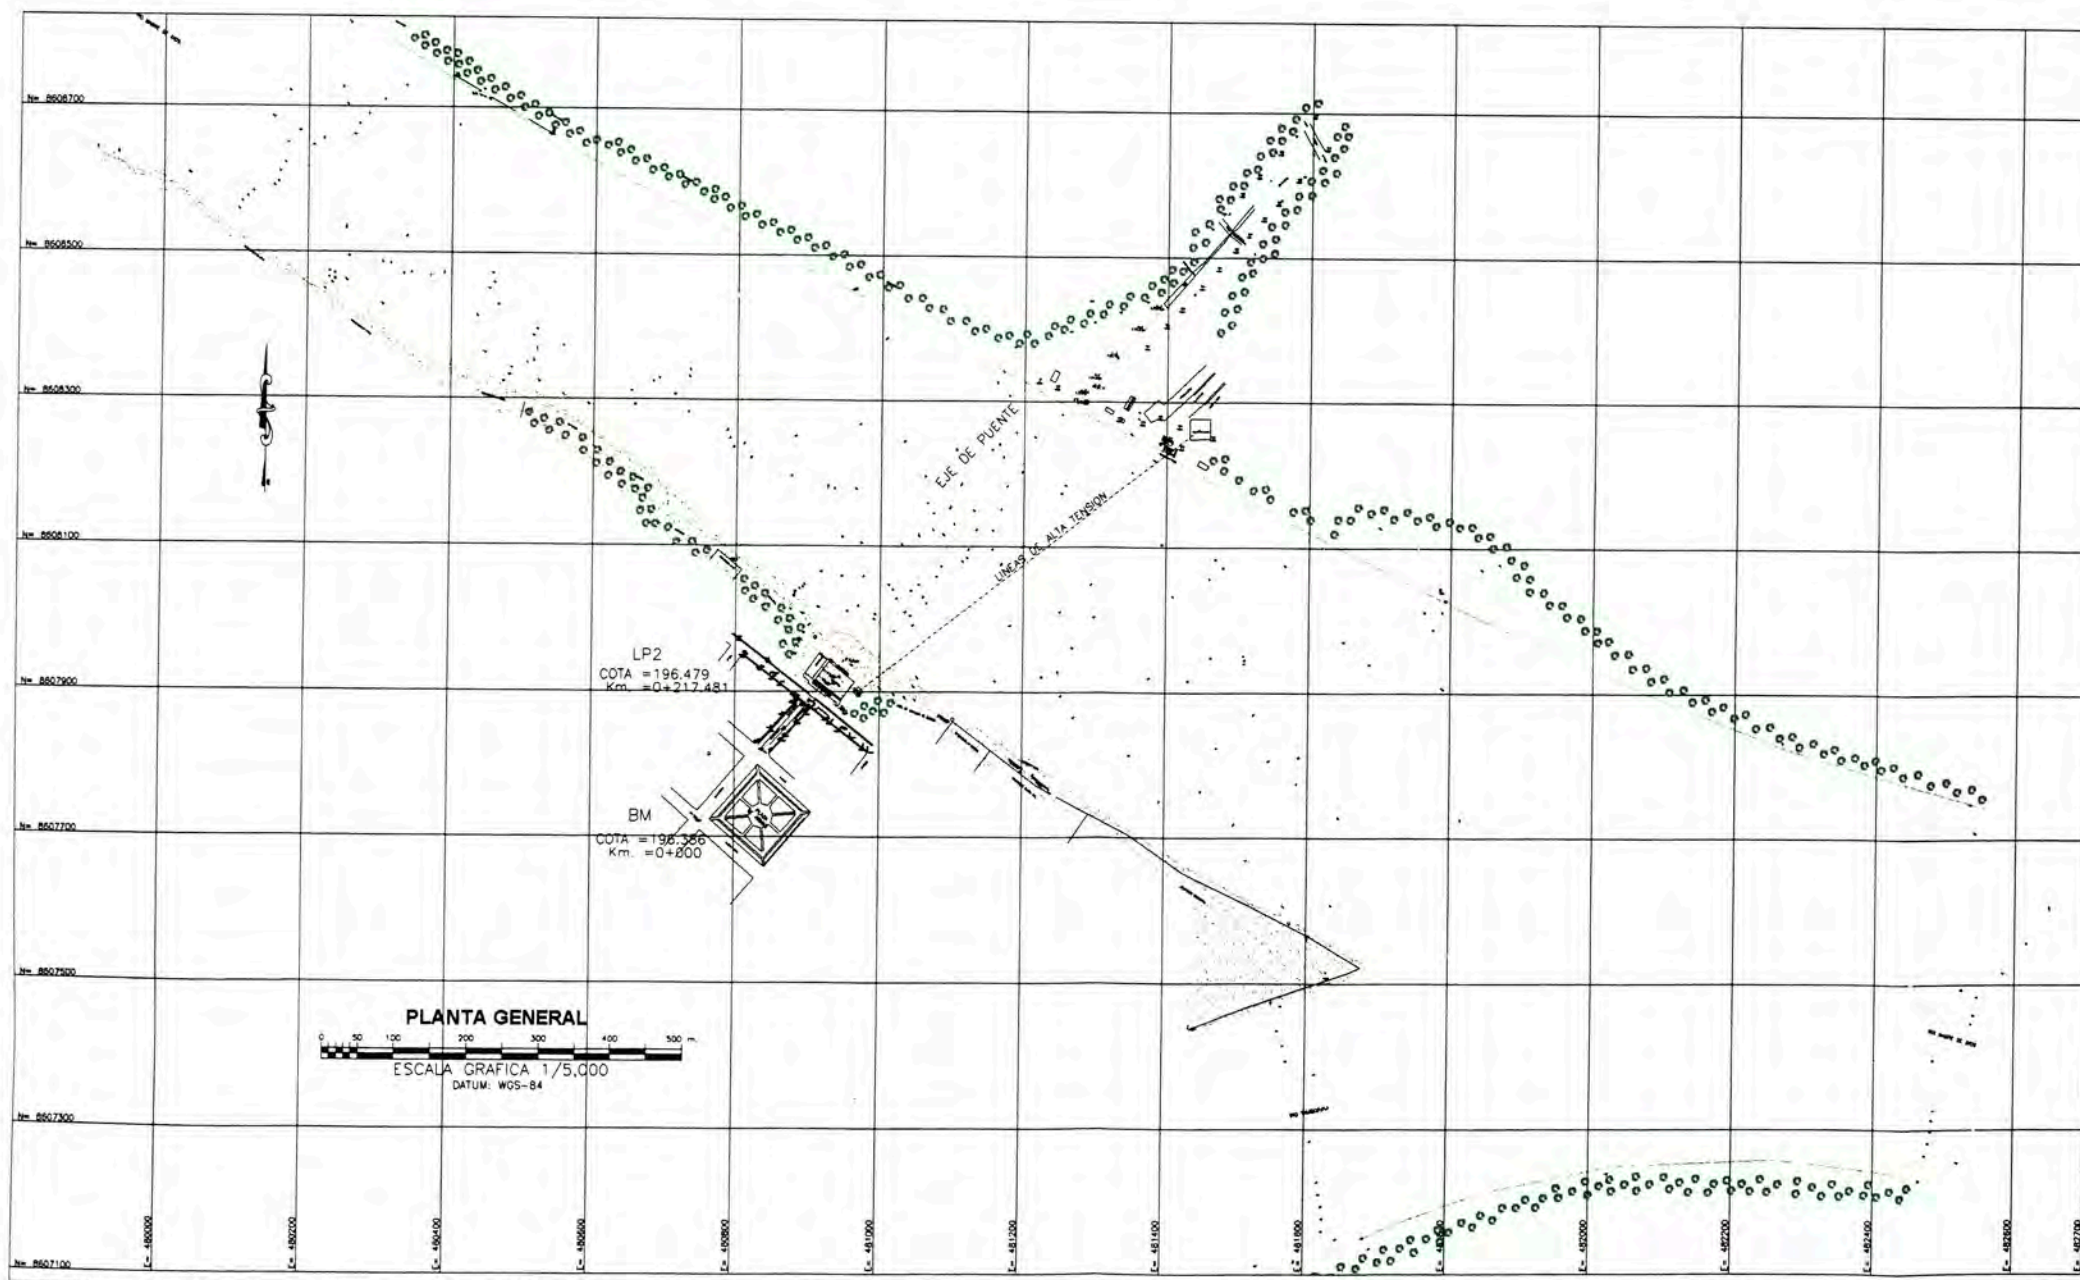 N= 8608700
N= 8608500
N= 8608300
N= 8608100
N= 8607900
N= 8607700
N= 8607500
N= 8607300
N= 8607100
EJE DE PUENTE
LINEAS DE ALTA TENSION
LP2
COTA =196.479
Km. =0+217.481
BM
COTA =196.386
Km. =0+000
PLANTA GENERAL
0 50 100 200 300 400 500 m.
ESCALA GRAFICA 1/5,000
DATUM: WGS-84
E= 480000
E= 480200
E= 480400
E= 480600
E= 480800
E= 481000
E= 481200
E= 481400
E= 481600
E= 482000
E= 482200
E= 482400
E= 482600